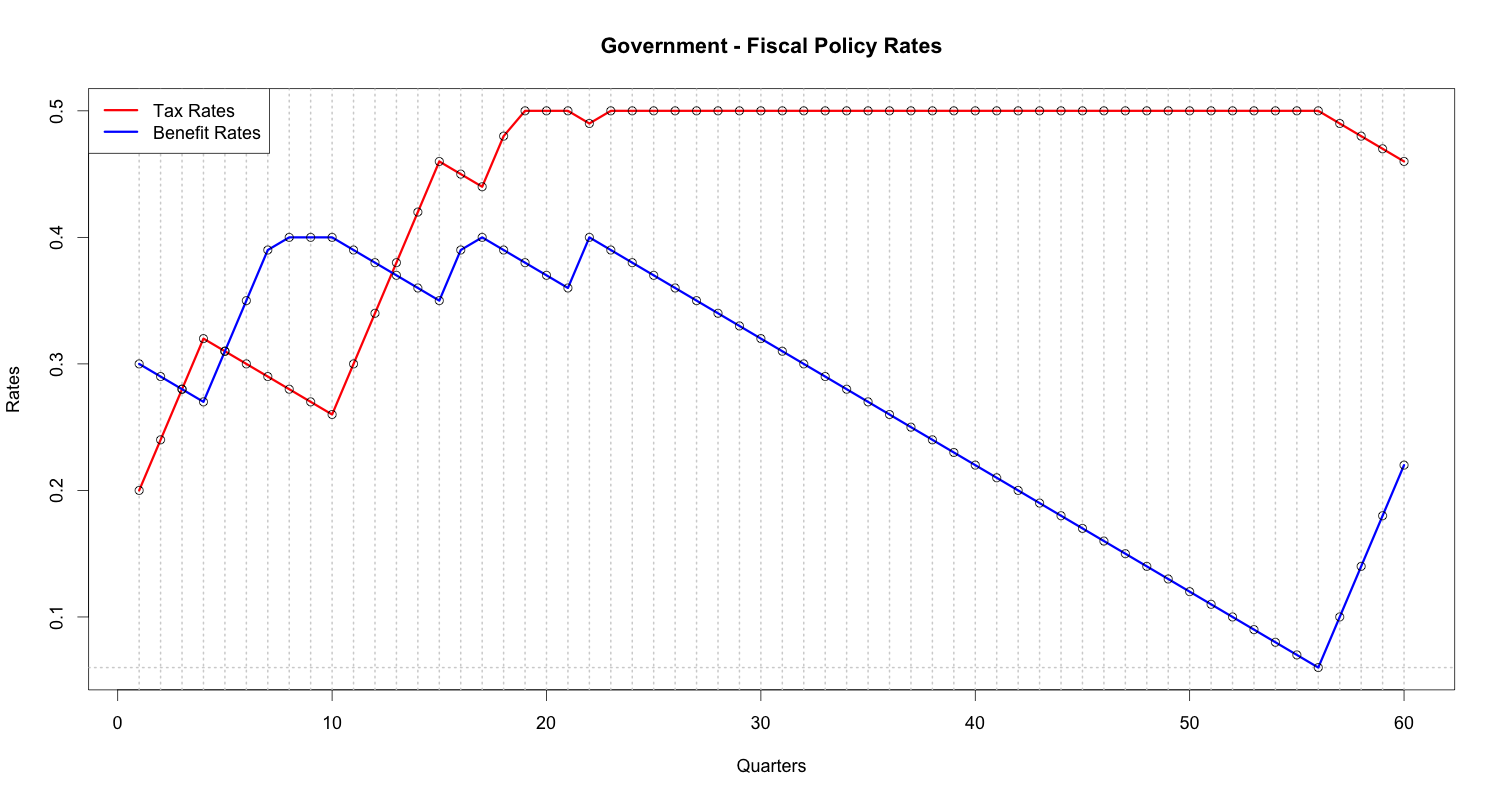 Government - Fiscal Policy Rates
Tax Rates
Benefit Rates
Rates
0.5
0.4
0.3
0.2
0.1
0 10 20 30 40 50 60
Quarters